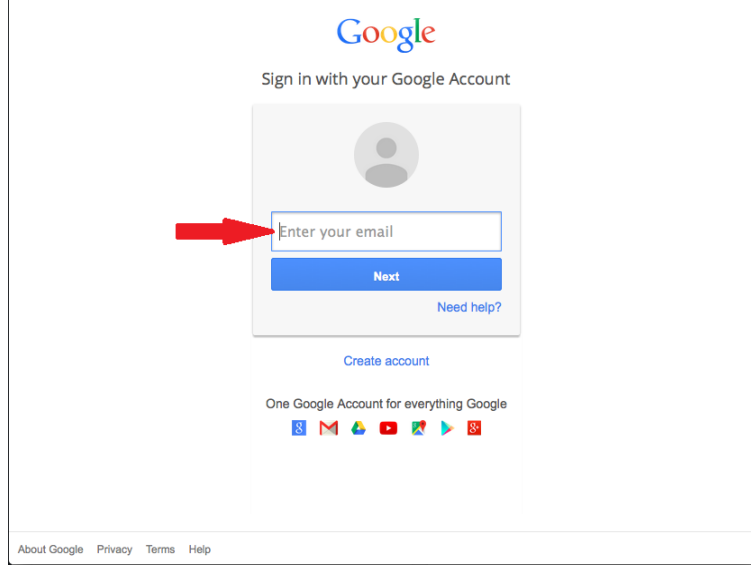 Google
Sign in with your Google Account
Enter your email
Next
Need help?
Create account
One Google Account for everything Google
About Google Privacy Terms Help